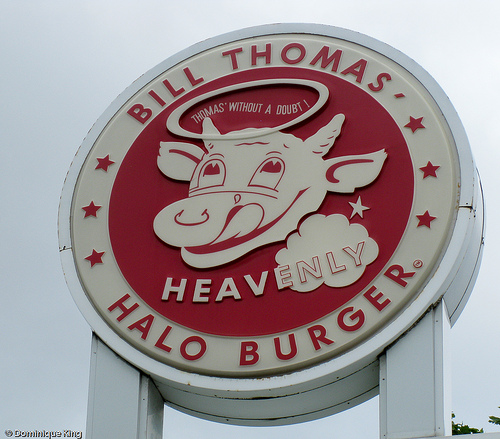 BILL THOMAS'
THOMAS' WITHOUT A DOUBT!
HEAVENLY
HALO BURGER®
© Dominique King